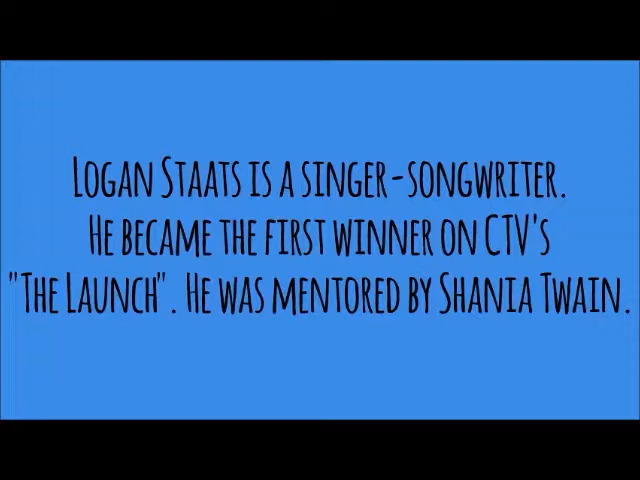 Logan Staats is a singer-songwriter.
He became the first winner on CTV's
"The Launch". He was mentored by Shania Twain.